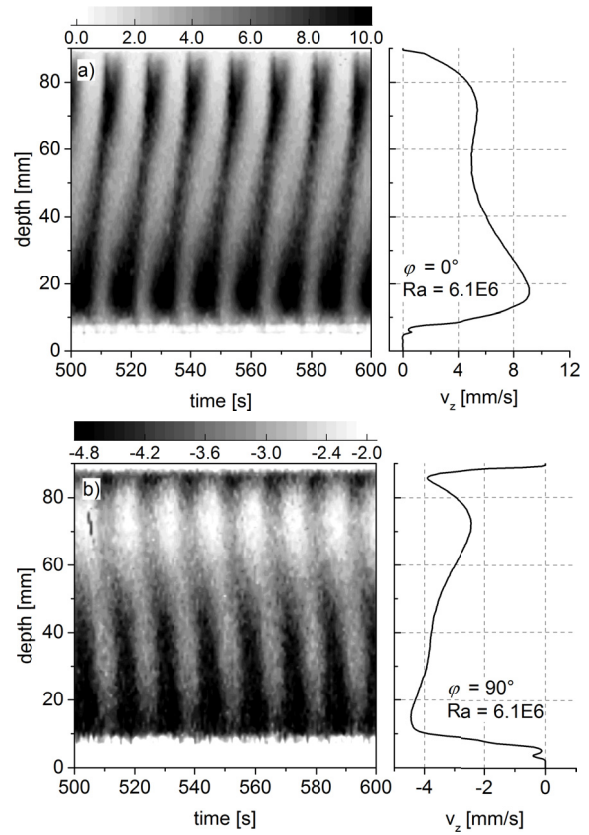 0.0 2.0 4.0 6.0 8.0 10.0
a)
80
60
40
20
0
depth [mm]
500 520 540 560 580 600
time [s]
φ = 0°
Ra = 6.1E6
0 4 8 12
v_z [mm/s]
-4.8 -4.2 -3.6 -3.0 -2.4 -2.0
b)
80
60
40
20
0
depth [mm]
500 520 540 560 580 600
time [s]
φ = 90°
Ra = 6.1E6
-4 -2 0
v_z [mm/s]